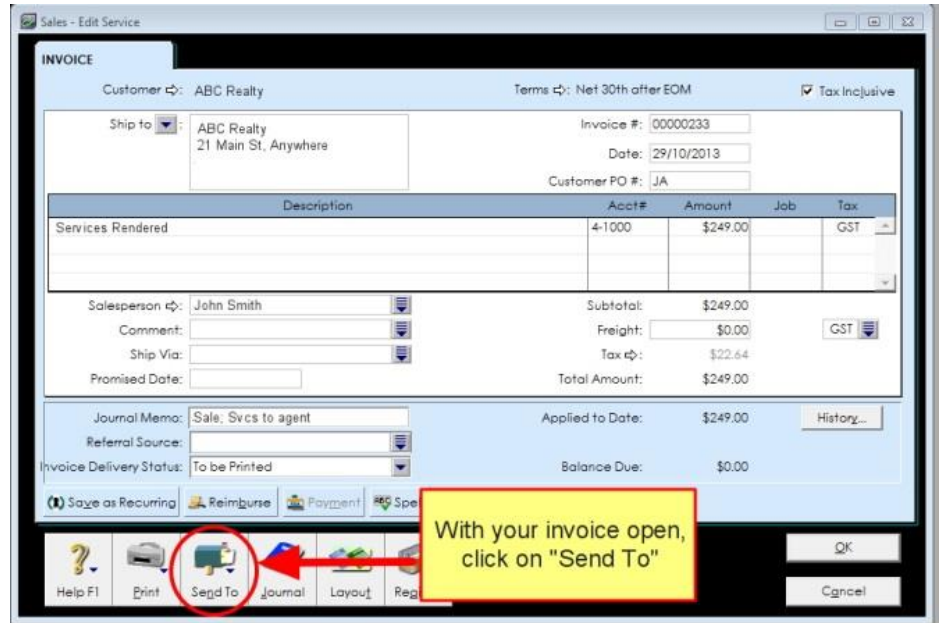 Sales - Edit Service
INVOICE
Customer ⇨: ABC Realty Terms ⇨: Net 30th after EOM Tax Inclusive
Ship to : ABC Realty Invoice #: 00000233
21 Main St, Anywhere Date: 29/10/2013
Customer PO #: JA
Description Acct# Amount Job Tax
Services Rendered 4-1000 $249.00 GST
Salesperson ⇨: John Smith Subtotal: $249.00
Comment: Freight: $0.00 GST
Ship Via: Tax ⇨: $22.64
Promised Date: Total Amount: $249.00
Journal Memo: Sale; Svcs to agent Applied to Date: $249.00 History...
Referral Source:
nvoice Delivery Status: To be Printed Balance Due: $0.00
Save as Recurring Reimburse Payment Spe
With your invoice open,
click on "Send To"
OK
Help F1 Print Send To Journal Layout Reg Cancel